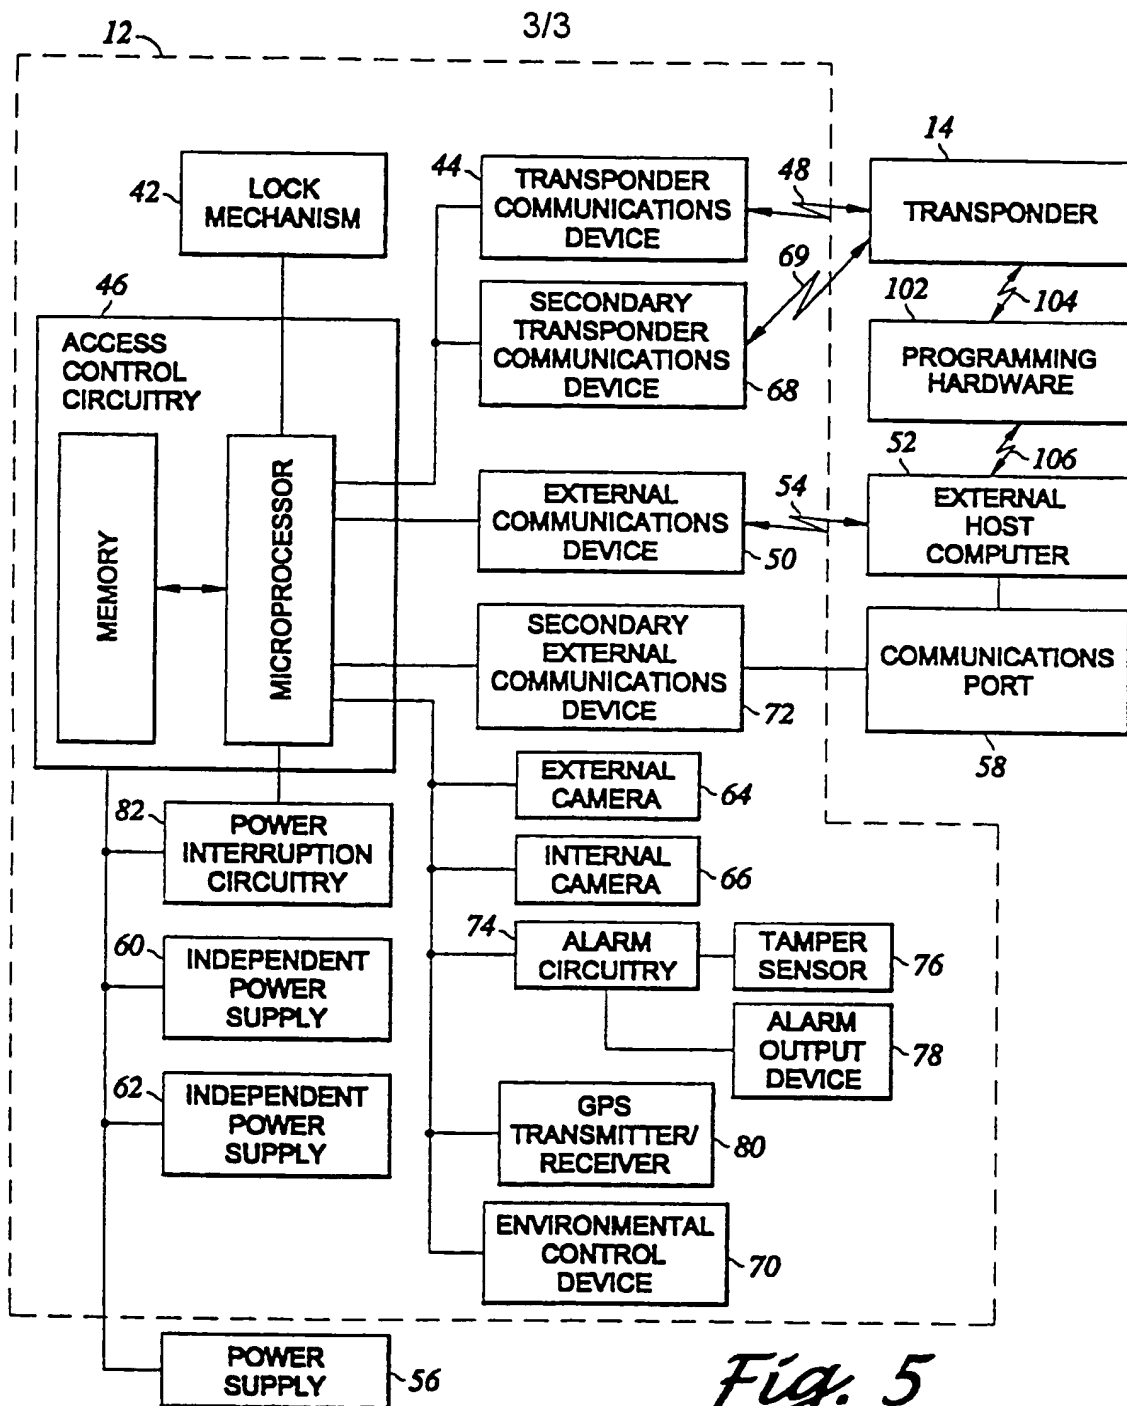 3/3
12
14
42
LOCK
MECHANISM
44
TRANSPONDER
COMMUNICATIONS
DEVICE
48
TRANSPONDER
69
46
ACCESS
CONTROL
CIRCUITRY
SECONDARY
TRANSPONDER
COMMUNICATIONS
DEVICE
68
102
104
PROGRAMMING
HARDWARE
MEMORY
MICROPROCESSOR
52
106
EXTERNAL
COMMUNICATIONS
DEVICE
50
54
EXTERNAL
HOST
COMPUTER
SECONDARY
EXTERNAL
COMMUNICATIONS
DEVICE
72
COMMUNICATIONS
PORT
58
82
POWER
INTERRUPTION
CIRCUITRY
EXTERNAL
CAMERA
64
INTERNAL
CAMERA
66
60
INDEPENDENT
POWER
SUPPLY
74
ALARM
CIRCUITRY
TAMPER
SENSOR
76
ALARM
OUTPUT
DEVICE
78
62
INDEPENDENT
POWER
SUPPLY
GPS
TRANSMITTER/
RECEIVER
80
ENVIRONMENTAL
CONTROL
DEVICE
70
POWER
SUPPLY
56
Fig. 5